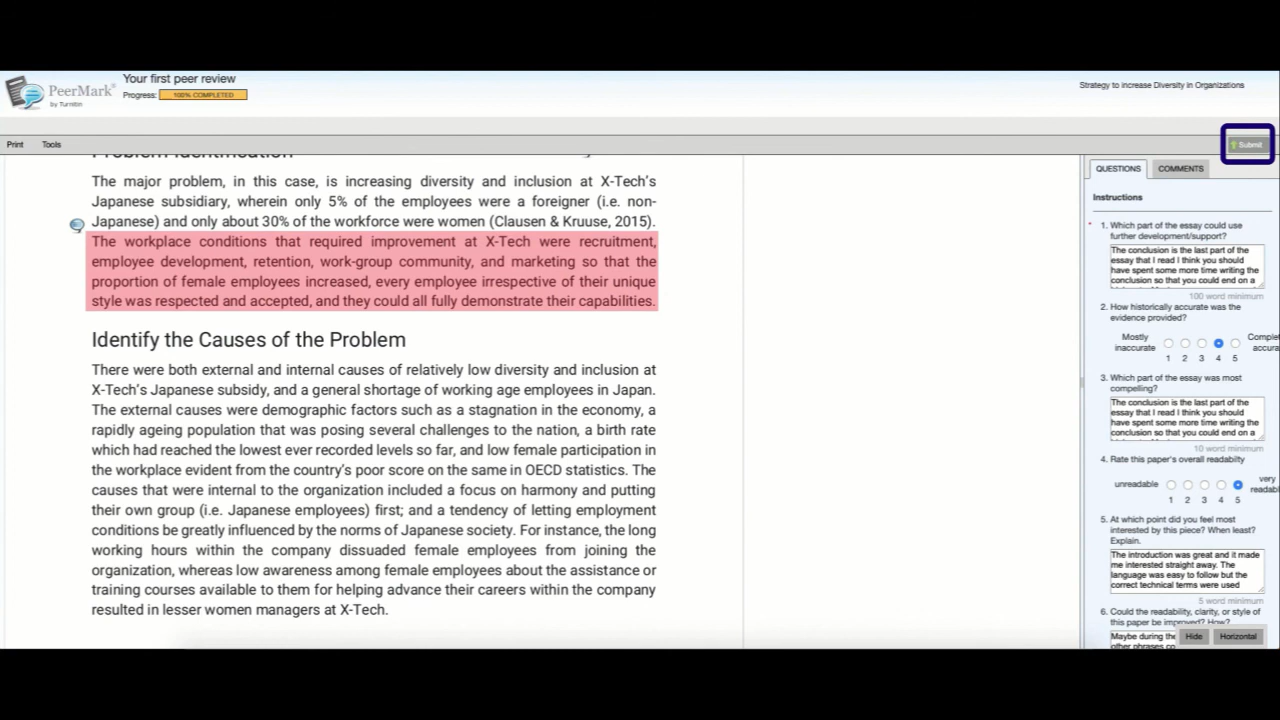 Your first peer review
PeerMark®
by Turnitin
Progress: 100% COMPLETED
Strategy to increase Diversity in Organizations
Print Tools
Submit
Problem Identification
The major problem, in this case, is increasing diversity and inclusion at X-Tech’s
Japanese subsidiary, wherein only 5% of the employees were a foreigner (i.e. non-
Japanese) and only about 30% of the workforce were women (Clausen & Kruuse, 2015).
The workplace conditions that required improvement at X-Tech were recruitment,
employee development, retention, work-group community, and marketing so that the
proportion of female employees increased, every employee irrespective of their unique
style was respected and accepted, and they could all fully demonstrate their capabilities.
Identify the Causes of the Problem
There were both external and internal causes of relatively low diversity and inclusion at
X-Tech’s Japanese subsidy, and a general shortage of working age employees in Japan.
The external causes were demographic factors such as a stagnation in the economy, a
rapidly ageing population that was posing several challenges to the nation, a birth rate
which had reached the lowest ever recorded levels so far, and low female participation in
the workplace evident from the country’s poor score on the same in OECD statistics. The
causes that were internal to the organization included a focus on harmony and putting
their own group (i.e. Japanese employees) first; and a tendency of letting employment
conditions be greatly influenced by the norms of Japanese society. For instance, the long
working hours within the company dissuaded female employees from joining the
organization, whereas low awareness among female employees about the assistance or
training courses available to them for helping advance their careers within the company
resulted in lesser women managers at X-Tech.
QUESTIONS COMMENTS
Instructions
* 1. Which part of the essay could use
further development/support?
The conclusion is the last part of the
essay that I read I think you should
have spent some more time writing the
conclusion so that you could end on a
100 word minimum
2. How historically accurate was the
evidence provided?
Mostly
inaccurate
Complet
accura
1 2 3 4 5
3. Which part of the essay was most
compelling?
The conclusion is the last part of the
essay that I read I think you should
have spent some more time writing the
conclusion so that you could end on a
10 word minimum
4. Rate this paper's overall readabilty
unreadable
very
readabl
1 2 3 4 5
5. At which point did you feel most
interested by this piece? When least?
Explain.
The introduction was great and it made
me interested straight away. The
language was easy to follow but the
correct technical terms were used
5 word minimum
6. Could the readability, clarity, or style of
this paper be improved? How?
Maybe during the
other phrases co
Hide Horizontal